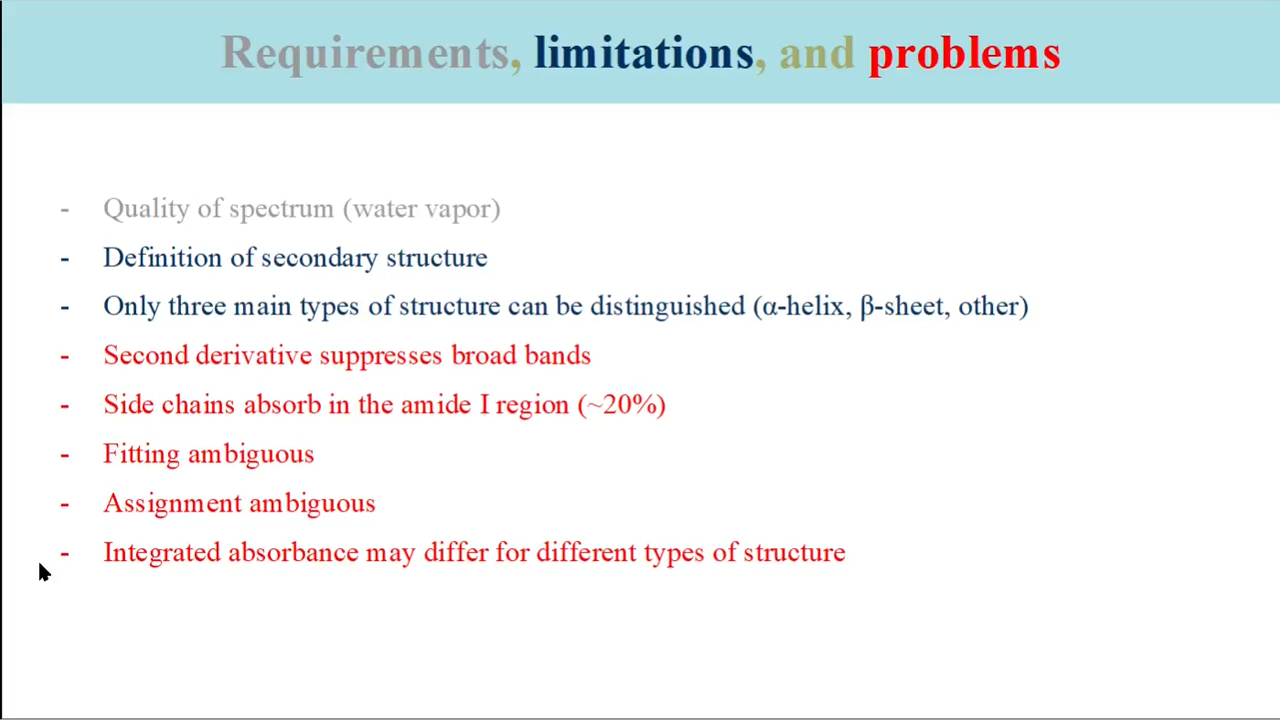 Requirements, limitations, and problems
- Quality of spectrum (water vapor)
- Definition of secondary structure
- Only three main types of structure can be distinguished (α-helix, β-sheet, other)
- Second derivative suppresses broad bands
- Side chains absorb in the amide I region (~20%)
- Fitting ambiguous
- Assignment ambiguous
- Integrated absorbance may differ for different types of structure